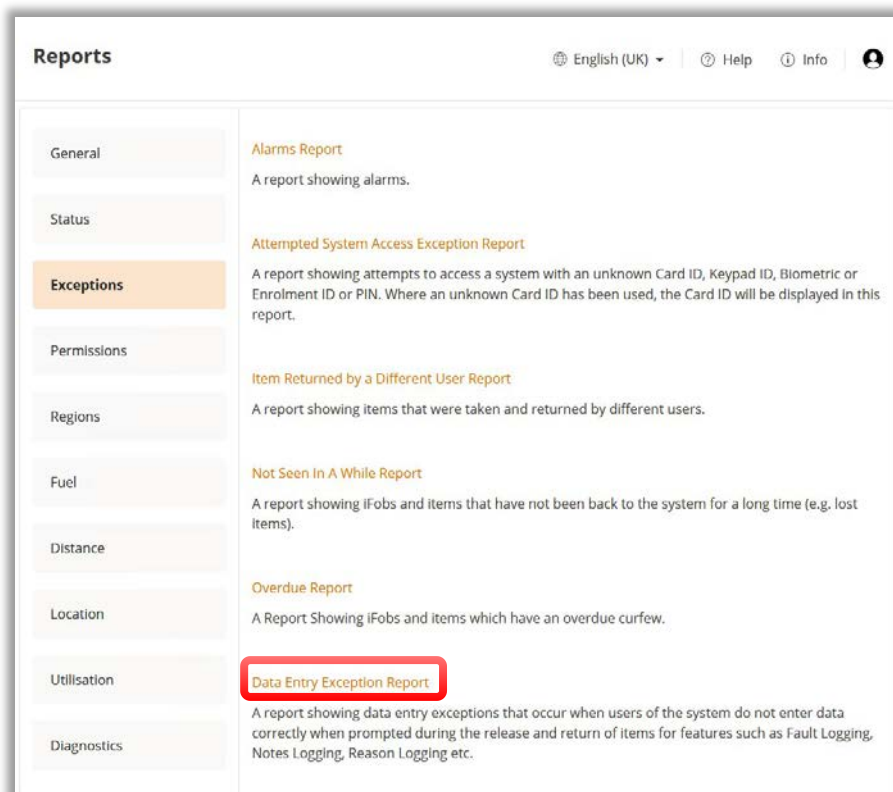 Reports
English (UK)
Help
Info
General
Status
Exceptions
Permissions
Regions
Fuel
Distance
Location
Utilisation
Diagnostics
Alarms Report
A report showing alarms.
Attempted System Access Exception Report
A report showing attempts to access a system with an unknown Card ID, Keypad ID, Biometric or
Enrolment ID or PIN. Where an unknown Card ID has been used, the Card ID will be displayed in this
report.
Item Returned by a Different User Report
A report showing items that were taken and returned by different users.
Not Seen In A While Report
A report showing iFobs and items that have not been back to the system for a long time (e.g. lost
items).
Overdue Report
A Report Showing iFobs and items which have an overdue curfew.
Data Entry Exception Report
A report showing data entry exceptions that occur when users of the system do not enter data
correctly when prompted during the release and return of items for features such as Fault Logging,
Notes Logging, Reason Logging etc.